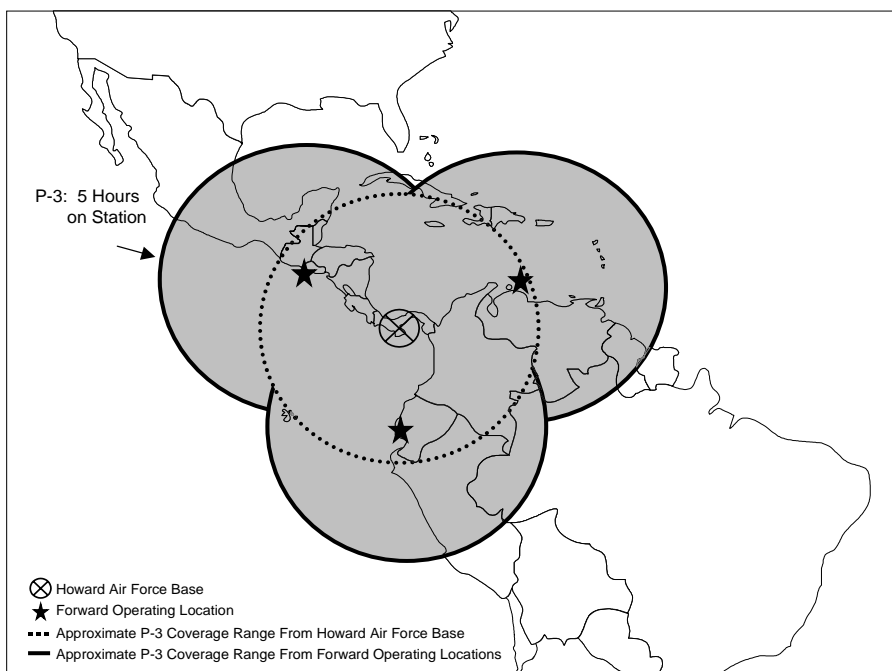 P-3:  5 Hours
on Station
Howard Air Force Base
Forward Operating Location
Approximate P-3 Coverage Range From Howard Air Force Base
Approximate P-3 Coverage Range From Forward Operating Locations